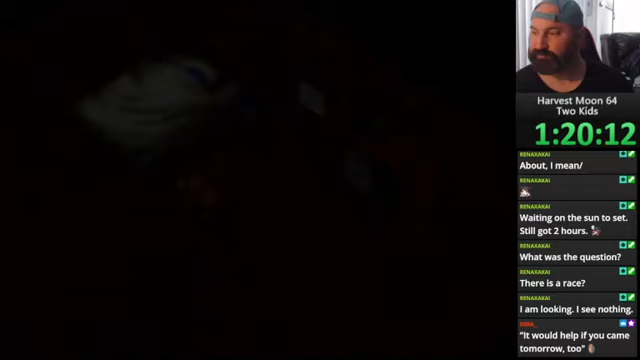 Harvest Moon 64
Two Kids
1:20:12
RENAXAKAI
About, I mean/
RENAXAKAI
RENAXAKAI
Waiting on the sun to set.
Still got 2 hours.
RENAXAKAI
What was the question?
RENAXAKAI
There is a race?
RENAXAKAI
I am looking. I see nothing.
"It would help if you came
tomorrow, too"